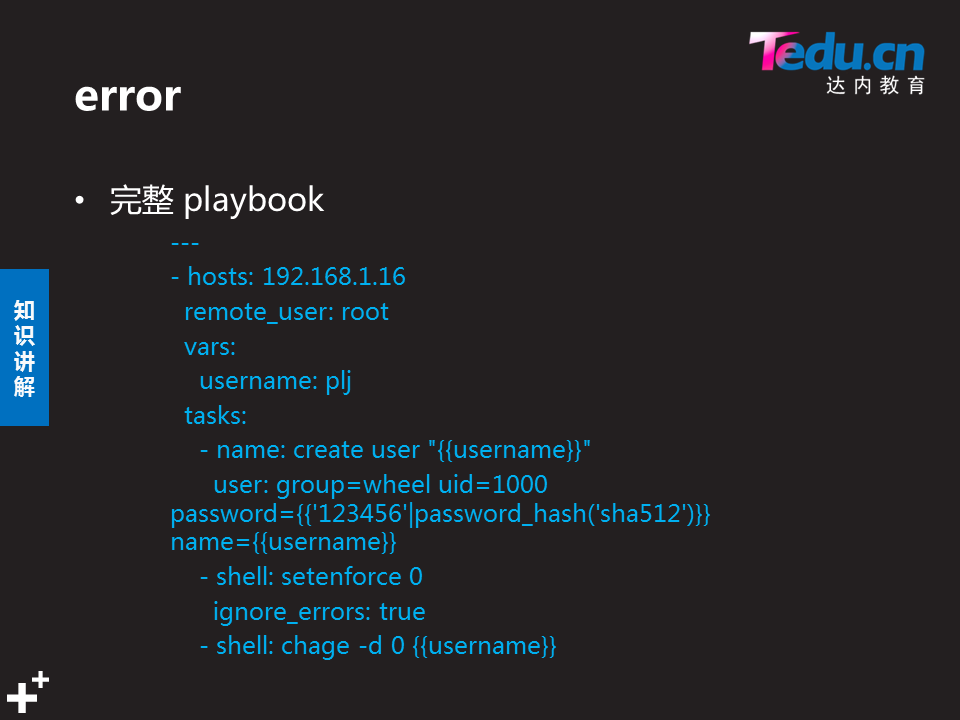 Tedu.cn
达内教育
error
• 完整 playbook
---
- hosts: 192.168.1.16
remote_user: root
vars:
username: plj
tasks:
- name: create user "{{username}}"
user: group=wheel uid=1000
password={{'123456'|password_hash('sha512')}}
name={{username}}
- shell: setenforce 0
ignore_errors: true
- shell: chage -d 0 {{username}}
知
识
讲
解